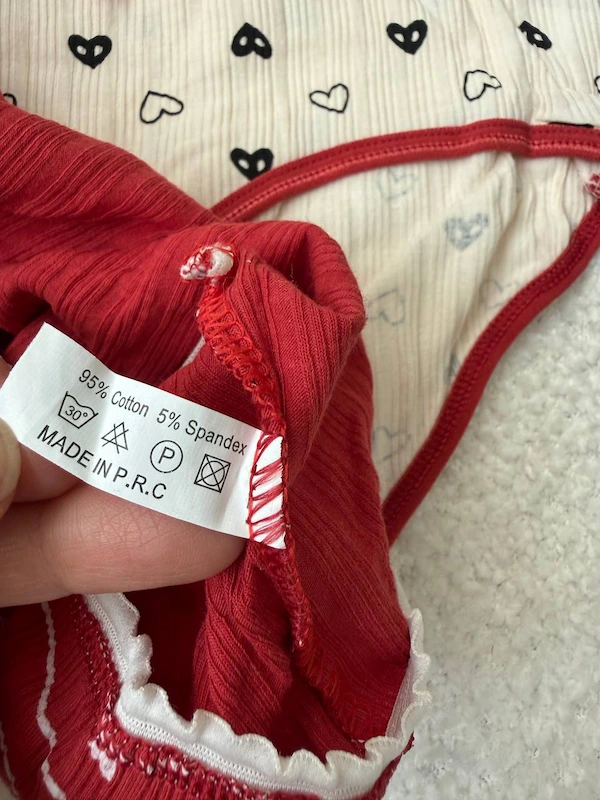 95% Cotton 5% Spandex
30° P
MADE IN P.R.C